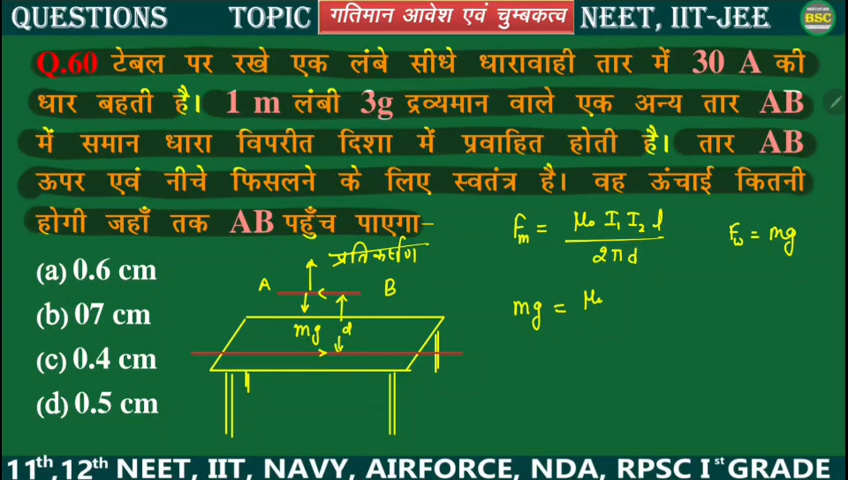 QUESTIONS TOPIC गतिमान आवेश एवं चुम्बकत्व NEET, IIT-JEE
BSC
Q.60 टेबल पर रखे एक लंबे सीधे धारावाही तार में 30 A की
धार बहती है। 1 m लंबी 3g द्रव्यमान वाले एक अन्य तार AB
में समान धारा विपरीत दिशा में प्रवाहित होती है। तार AB
ऊपर एवं नीचे फिसलने के लिए स्वतंत्र है। वह ऊंचाई कितनी
होगी जहाँ तक AB पहुँच पाएगा
(a) 0.6 cm
(b) 07 cm
(c) 0.4 cm
(d) 0.5 cm
प्रतिकर्षण
A B
mg d
Fm = μ₀ I₁ I₂ l / 2πd
Fω = mg
mg = μ₀
11th,12th NEET, IIT, NAVY, AIRFORCE, NDA, RPSC Ist GRADE